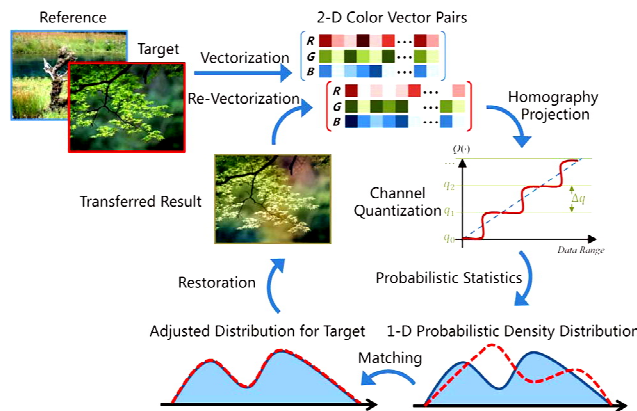 Reference
Target
2-D Color Vector Pairs
Vectorization
R
G
B
Re-Vectorization
R
G
B
Homography
Projection
Q(·)
...
q₂
q₁
q₀
Δq
Data Range
Channel
Quantization
Transferred Result
Restoration
Probabilistic Statistics
Adjusted Distribution for Target
1-D Probabilistic Density Distribution
Matching